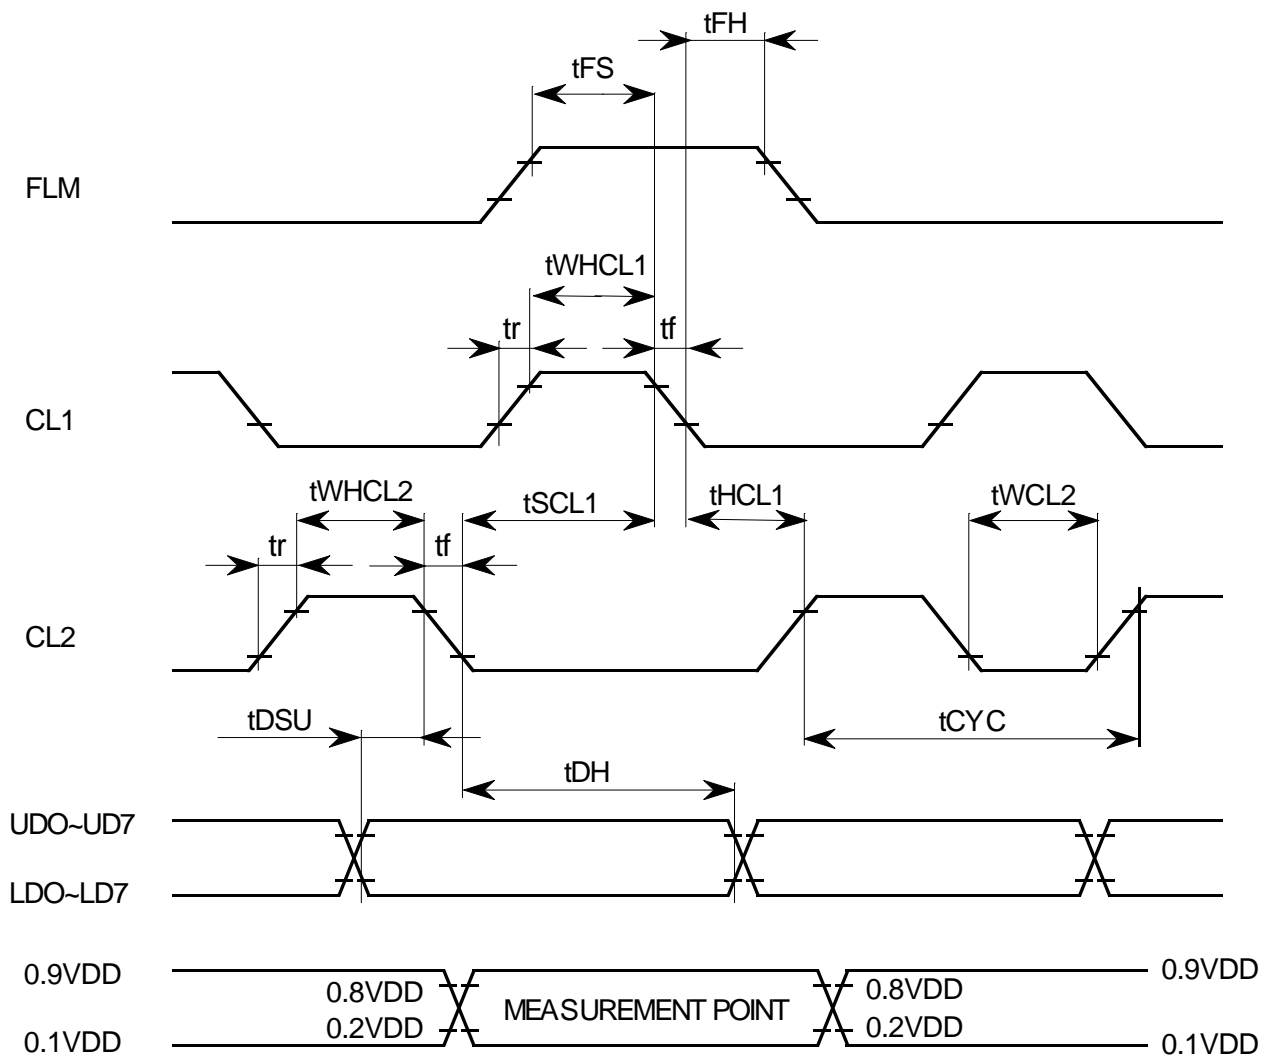 tFH
tFS
FLM
tWHCL1
tr
tf
CL1
tWHCL2
tSCL1
tHCL1
tWCL2
tr
tf
CL2
tDSU
tCYC
tDH
UDO~UD7
LDO~LD7
0.9VDD
0.9VDD
0.8VDD
0.8VDD
MEASUREMENT POINT
0.2VDD
0.2VDD
0.1VDD
0.1VDD